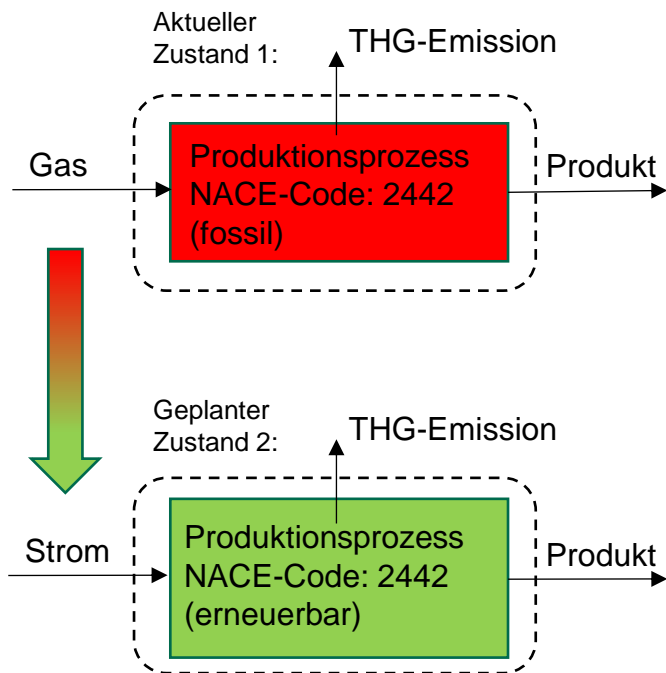 Aktueller
Zustand 1:
THG-Emission
Gas
Produktionsprozess
NACE-Code: 2442
(fossil)
Produkt
Geplanter
Zustand 2:
THG-Emission
Strom
Produktionsprozess
NACE-Code: 2442
(erneuerbar)
Produkt